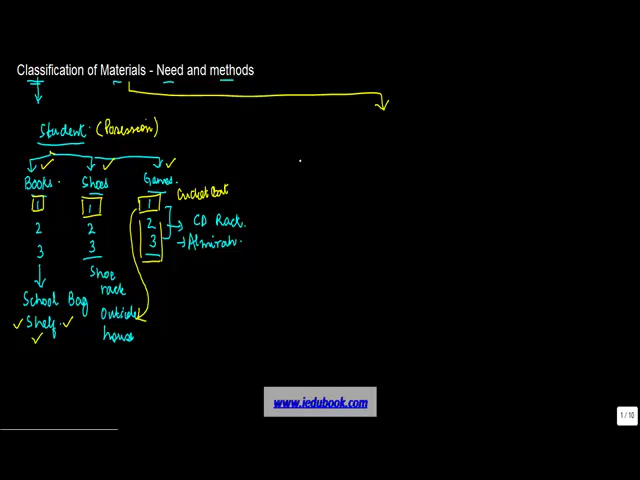 Classification of Materials - Need and methods
Student. (Posession)
Books. Shoes Games.
Cricket Bat
1 1 1
2 2 2 CD Rack.
3 3 3 Almirah.
Shoe
rack
School Bag
Shelf.
Outside
house
www.iedubook.com
1 / 10